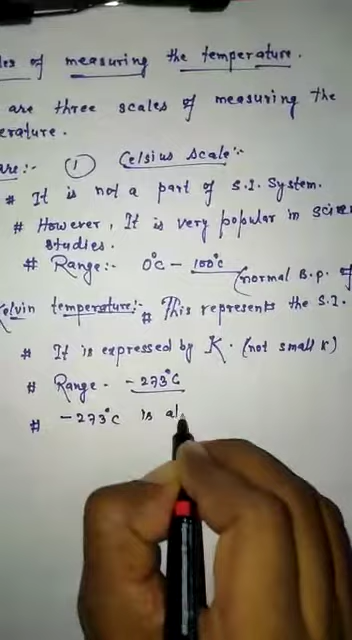 of measuring the temperature.
are three scales of measuring the
erature.
are:- ① Celsius scale:-
# It is not a part of S.I. System.
# However, It is very popular in scien
studies.
# Range:- 0°C - 100°C
(normal B.p. of
Kelvin temperature:- # This represents the S.I.
# It is expressed by K. (not small k)
# Range - -273°C
# -273°C is al